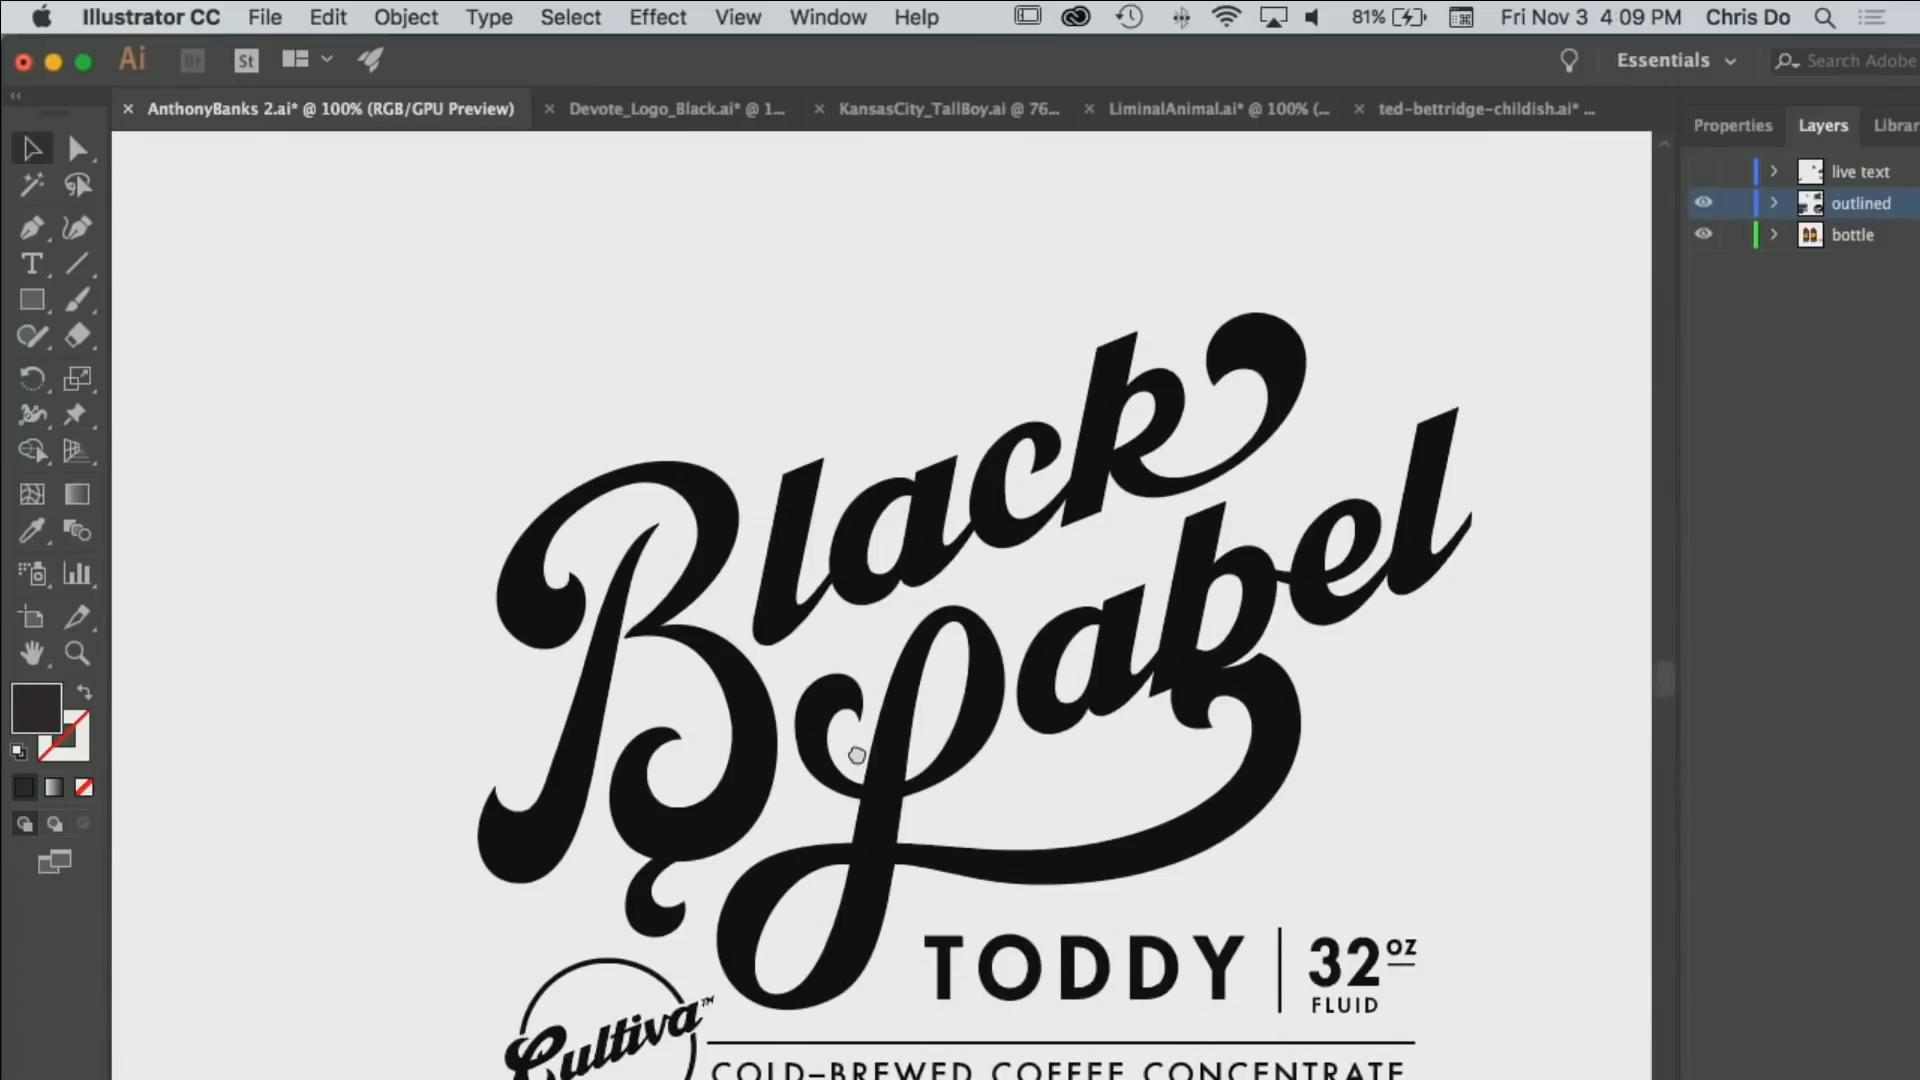 Illustrator CC File Edit Object Type Select Effect View Window Help 81% Fri Nov 3 4:09 PM Chris Do
Ai Br St Essentials Search Adobe
AnthonyBanks 2.ai* @ 100% (RGB/GPU Preview) Devote_Logo_Black.ai* @ 1... KansasCity_TallBoy.ai @ 76... LiminalAnimal.ai* @ 100% (... ted-bettridge-childish.ai* ...
Properties Layers Librar
live text
outlined
bottle
Black
Label
TODDY 32 oz
FLUID
Cultiva™
COLD-BREWED COFFEE CONCENTRATE